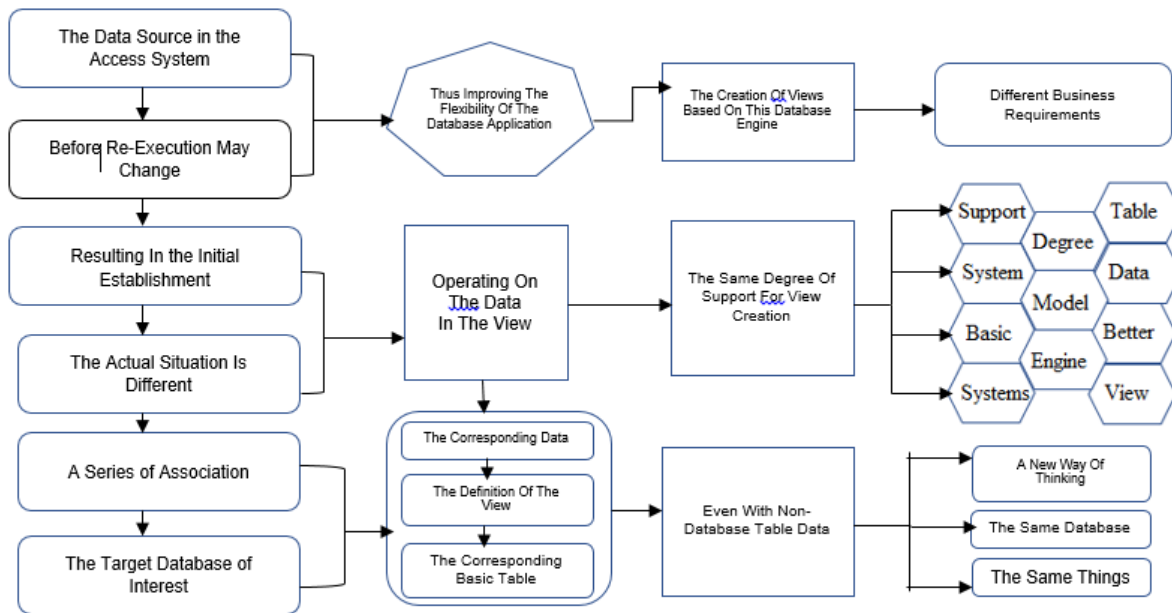 The Data Source in the
Access System
Thus Improving The
Flexibility Of The
Database Application
The Creation Of Views
Based On This Database
Engine
Different Business
Requirements
Before Re-Execution May
Change
Resulting In the Initial
Establishment
Operating On
The Data
In The View
The Same Degree Of
Support For View
Creation
Support
Table
Degree
System
Data
Model
Basic
Better
Engine
Systems
View
The Actual Situation Is
Different
A Series of Association
The Target Database of
Interest
The Corresponding Data
The Definition Of The
View
The Corresponding
Basic Table
Even With Non-
Database Table Data
A New Way Of
Thinking
The Same Database
The Same Things